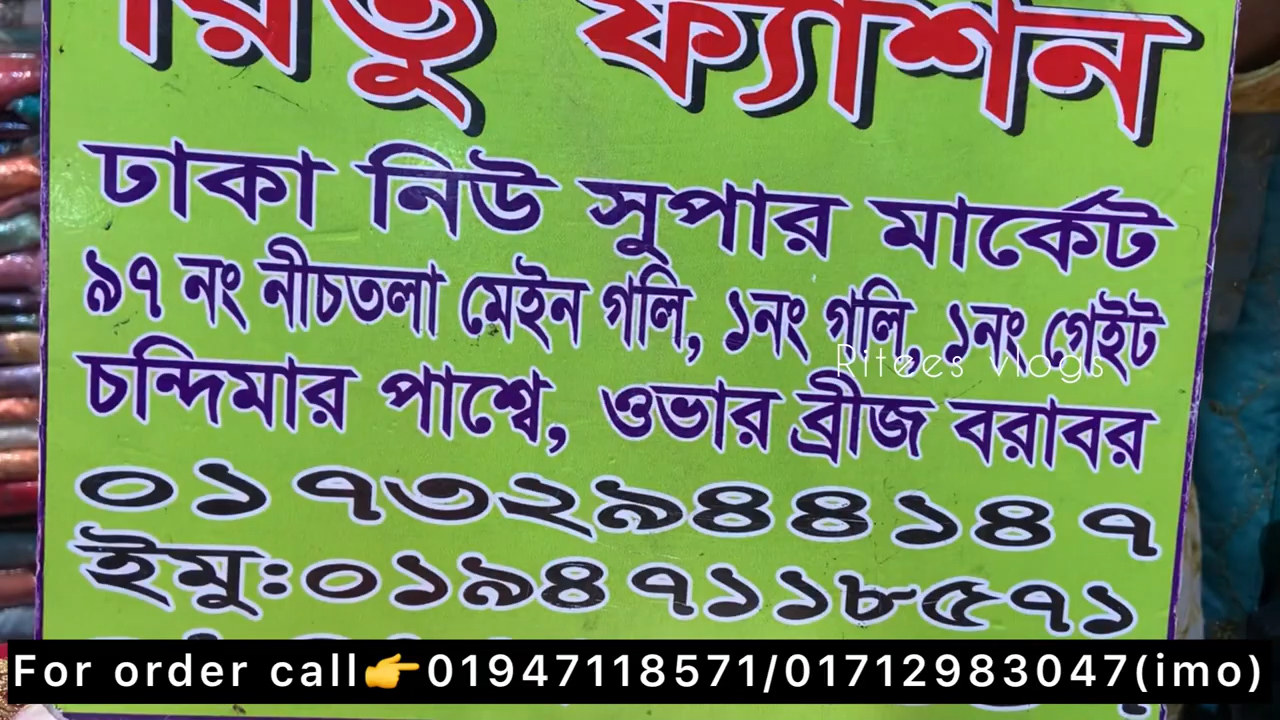 ফ্যাশন
ঢাকা নিউ সুপার মার্কেট
৯৭ নং নীচতলা মেইন গলি, ১নং গলি, ১নং গেইট
Ritees vlogs
চন্দিমার পার্শ্বে, ওভার ব্রীজ বরাবর
০১৭৩২৯৪৪১৪৭
ইমু:০১৯৪৭১১৮৫৭১
For order call👉01947118571/01712983047(imo)